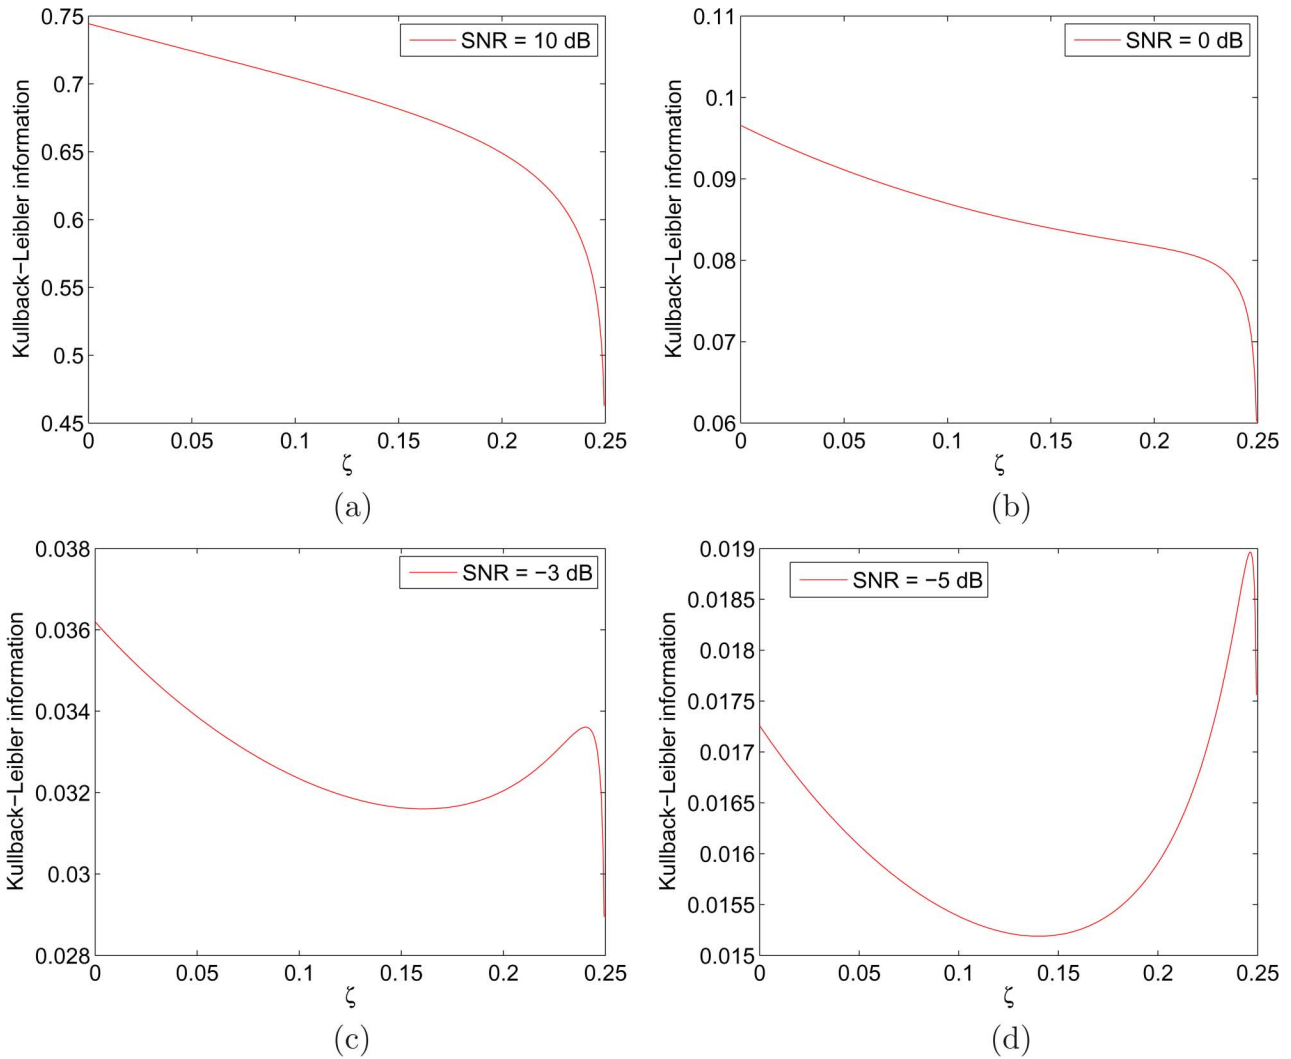 0.75
0.7
0.65
0.6
0.55
0.5
0.45
Kullback−Leibler information
SNR = 10 dB
0 0.05 0.1 0.15 0.2 0.25
ζ
(a)
0.11
0.1
0.09
0.08
0.07
0.06
Kullback−Leibler information
SNR = 0 dB
0 0.05 0.1 0.15 0.2 0.25
ζ
(b)
0.038
0.036
0.034
0.032
0.03
0.028
Kullback−Leibler information
SNR = −3 dB
0 0.05 0.1 0.15 0.2 0.25
ζ
(c)
0.019
0.0185
0.018
0.0175
0.017
0.0165
0.016
0.0155
0.015
Kullback−Leibler information
SNR = −5 dB
0 0.05 0.1 0.15 0.2 0.25
ζ
(d)